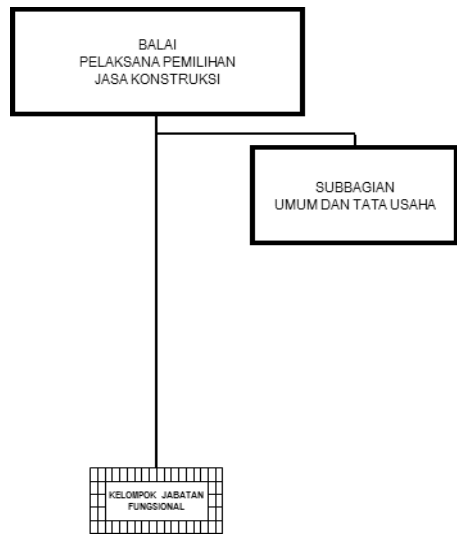 BALAI
PELAKSANA PEMILIHAN
JASA KONSTRUKSI
SUBBAGIAN
UMUM DAN TATA USAHA
KELOMPOK JABATAN
FUNGSIONAL